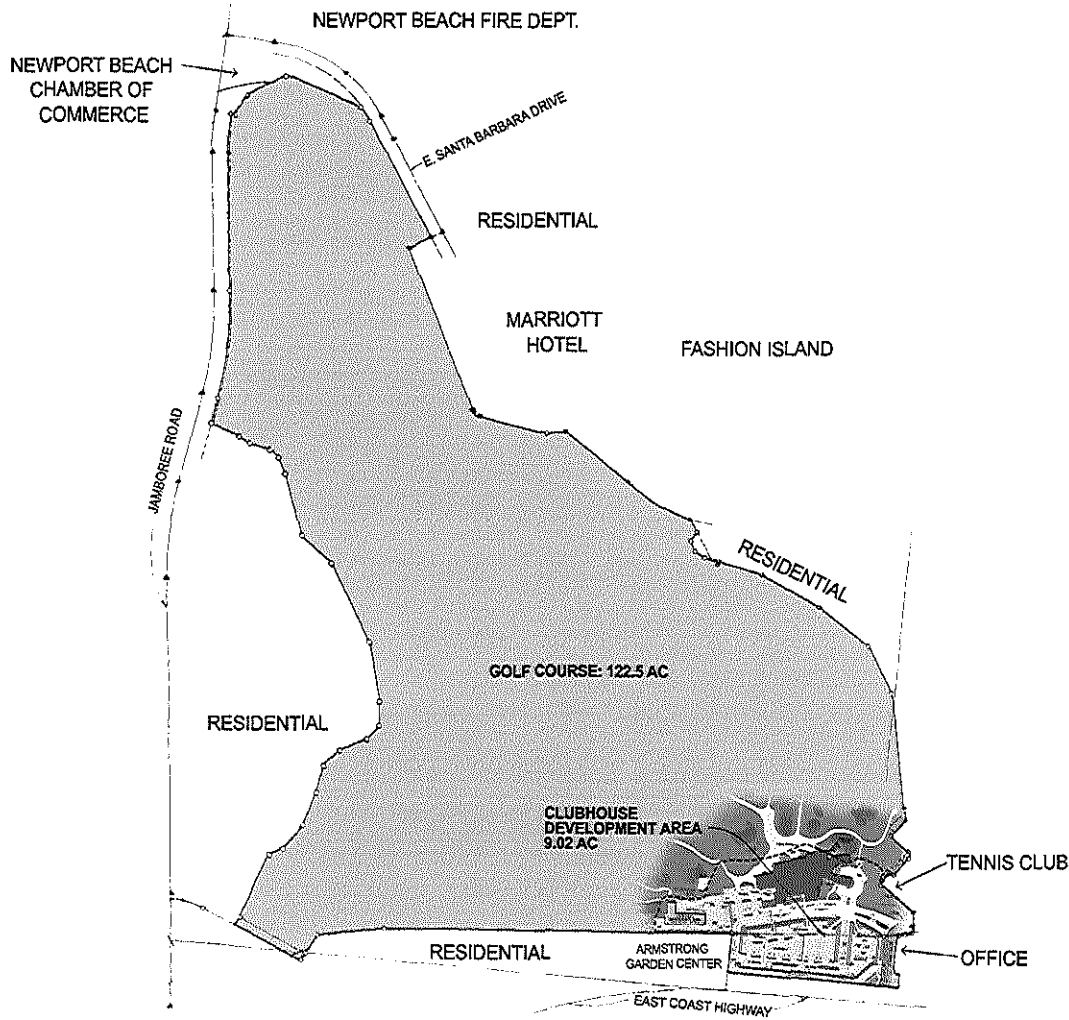 NEWPORT BEACH FIRE DEPT.
NEWPORT BEACH
CHAMBER OF
COMMERCE
E. SANTA BARBARA DRIVE
RESIDENTIAL
MARRIOTT
HOTEL
FASHION ISLAND
JAMBOREE ROAD
RESIDENTIAL
GOLF COURSE: 122.5 AC
RESIDENTIAL
CLUBHOUSE
DEVELOPMENT AREA
9.02 AC
TENNIS CLUB
RESIDENTIAL
ARMSTRONG
GARDEN CENTER
OFFICE
EAST COAST HIGHWAY